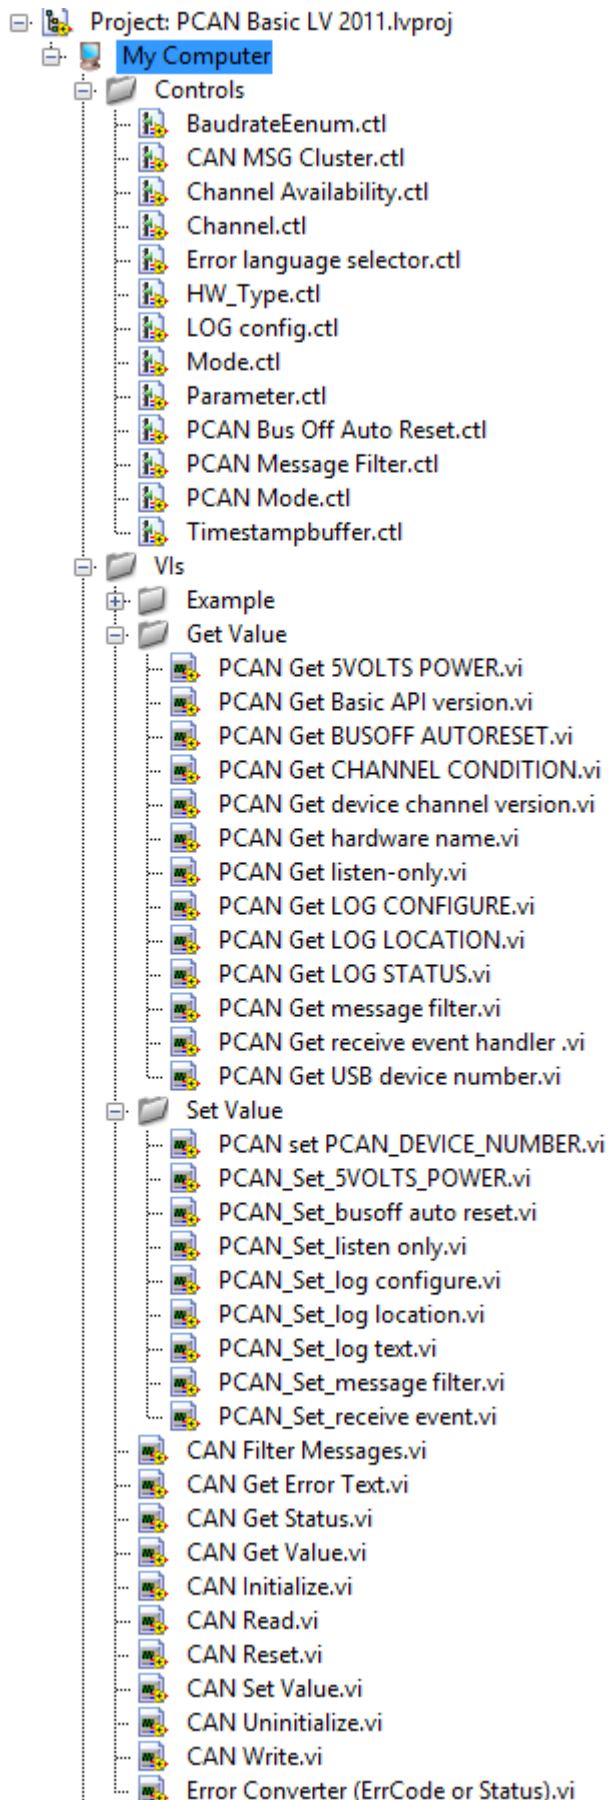 Project: PCAN Basic LV 2011.lvproj
My Computer
Controls
BaudrateEenum.ctl
CAN MSG Cluster.ctl
Channel Availability.ctl
Channel.ctl
Error language selector.ctl
HW_Type.ctl
LOG config.ctl
Mode.ctl
Parameter.ctl
PCAN Bus Off Auto Reset.ctl
PCAN Message Filter.ctl
PCAN Mode.ctl
Timestampbuffer.ctl
VIs
Example
Get Value
PCAN Get 5VOLTS POWER.vi
PCAN Get Basic API version.vi
PCAN Get BUSOFF AUTORESET.vi
PCAN Get CHANNEL CONDITION.vi
PCAN Get device channel version.vi
PCAN Get hardware name.vi
PCAN Get listen-only.vi
PCAN Get LOG CONFIGURE.vi
PCAN Get LOG LOCATION.vi
PCAN Get LOG STATUS.vi
PCAN Get message filter.vi
PCAN Get receive event handler .vi
PCAN Get USB device number.vi
Set Value
PCAN set PCAN_DEVICE_NUMBER.vi
PCAN_Set_5VOLTS_POWER.vi
PCAN_Set_busoff auto reset.vi
PCAN_Set_listen only.vi
PCAN_Set_log configure.vi
PCAN_Set_log location.vi
PCAN_Set_log text.vi
PCAN_Set_message filter.vi
PCAN_Set_receive event.vi
CAN Filter Messages.vi
CAN Get Error Text.vi
CAN Get Status.vi
CAN Get Value.vi
CAN Initialize.vi
CAN Read.vi
CAN Reset.vi
CAN Set Value.vi
CAN Uninitialize.vi
CAN Write.vi
Error Converter (ErrCode or Status).vi